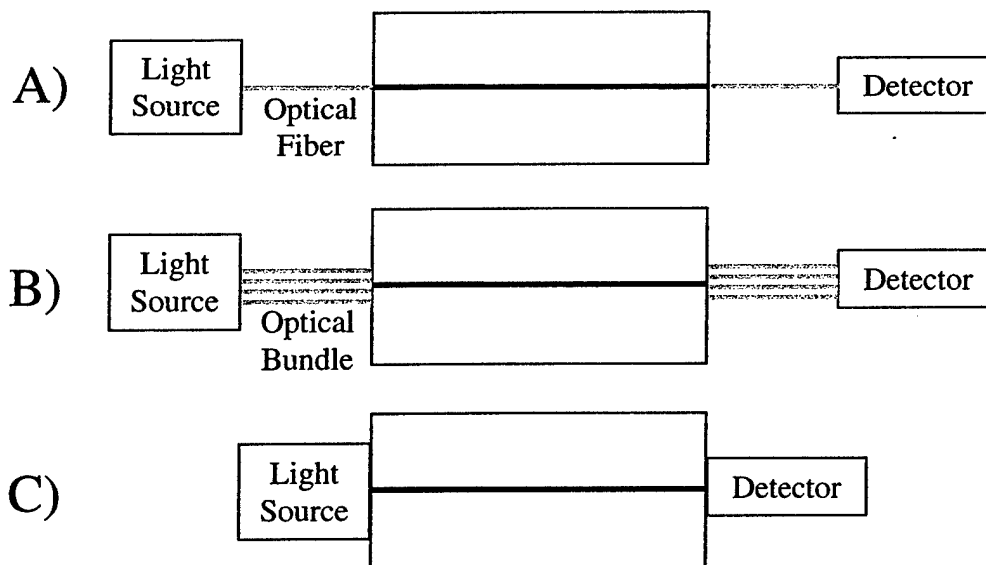 A)
Light
Source
Optical
Fiber
Detector
B)
Light
Source
Optical
Bundle
Detector
C)
Light
Source
Detector